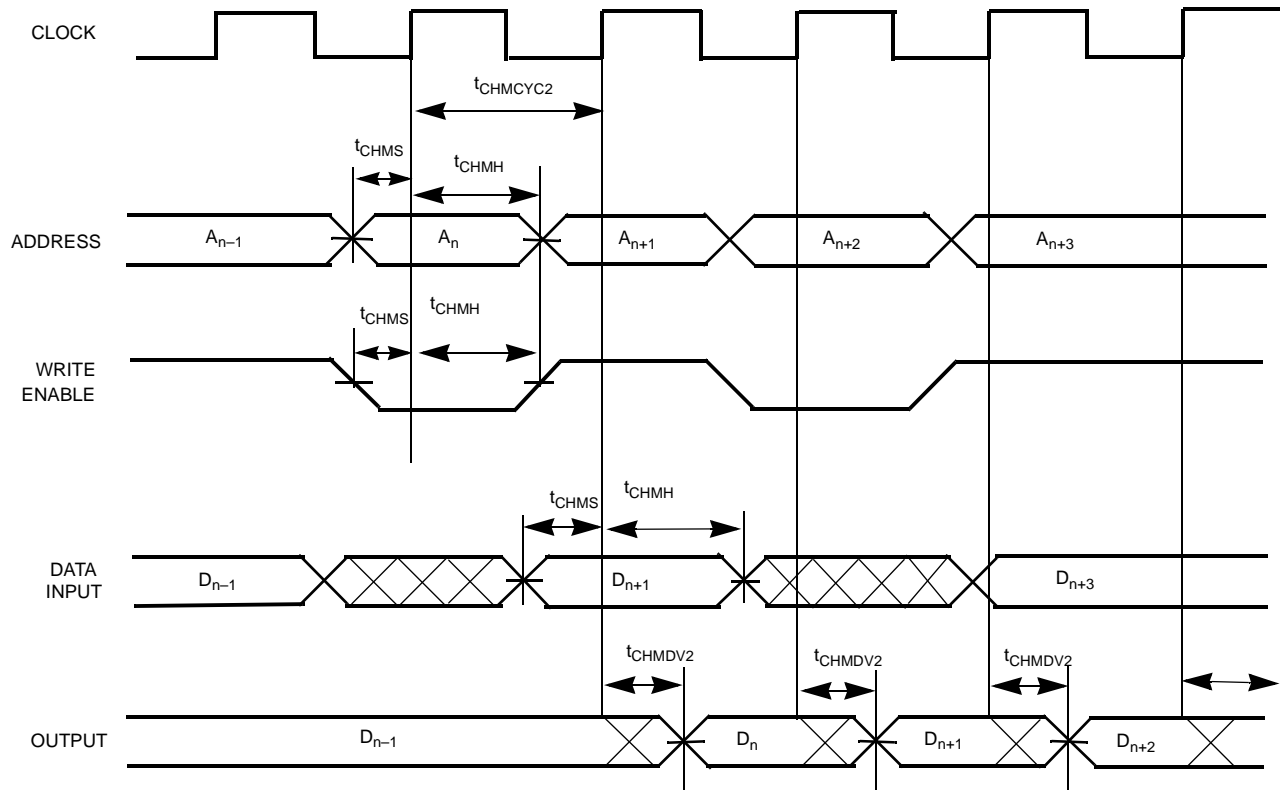 CLOCK
tCHMCYC2
tCHMS
tCHMH
ADDRESS
An–1
An
An+1
An+2
An+3
tCHMS
tCHMH
WRITE
ENABLE
tCHMS
tCHMH
DATA
INPUT
Dn–1
Dn+1
Dn+3
tCHMDV2
tCHMDV2
tCHMDV2
OUTPUT
Dn–1
Dn
Dn+1
Dn+2